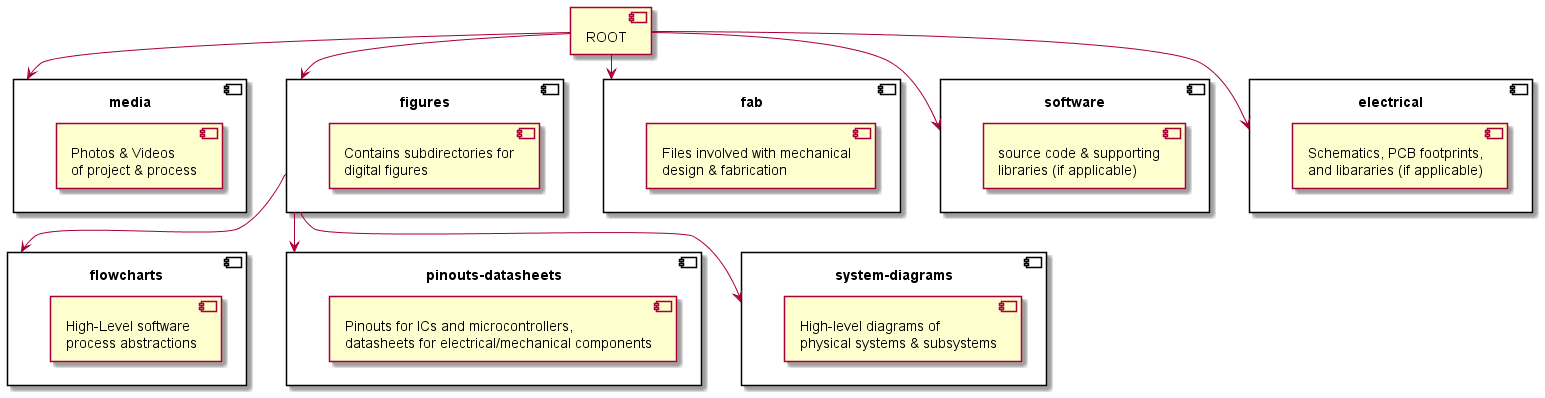 ROOT
media
Photos & Videos
of project & process
figures
Contains subdirectories for
digital figures
fab
Files involved with mechanical
design & fabrication
software
source code & supporting
libraries (if applicable)
electrical
Schematics, PCB footprints,
and libararies (if applicable)
flowcharts
High-Level software
process abstractions
pinouts-datasheets
Pinouts for ICs and microcontrollers,
datasheets for electrical/mechanical components
system-diagrams
High-level diagrams of
physical systems & subsystems